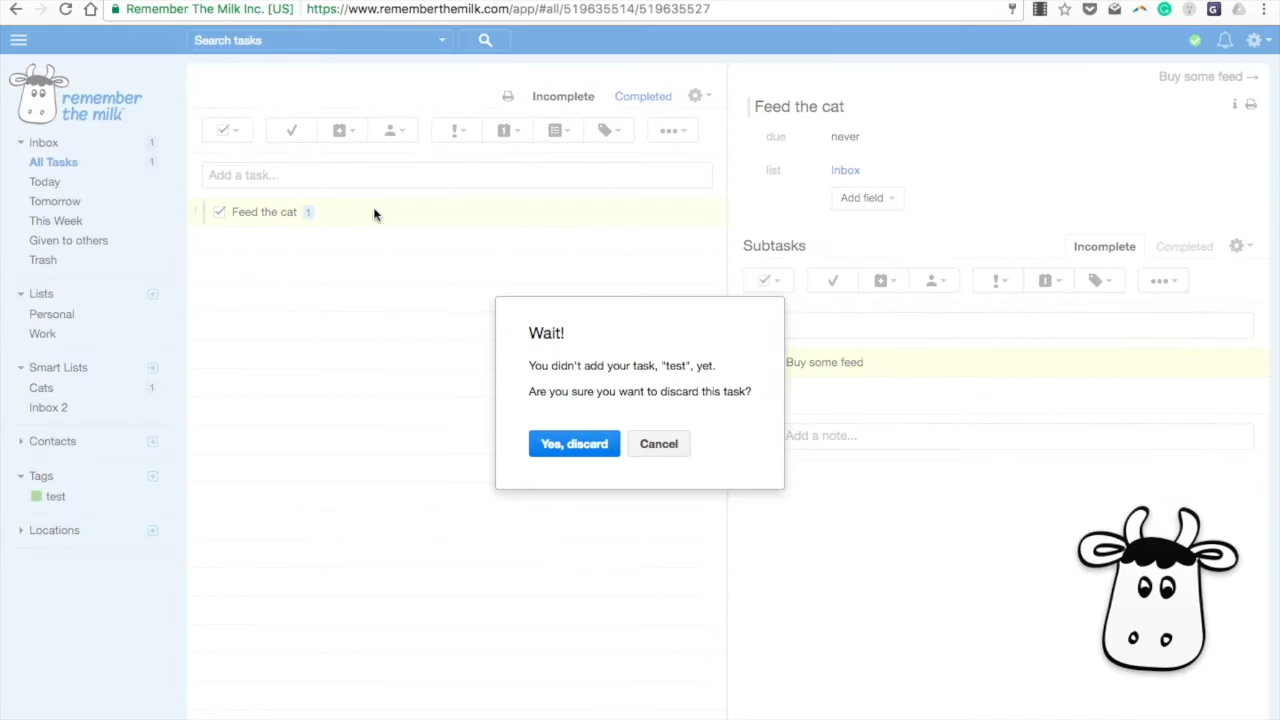 Remember The Milk Inc. [US]
https://www.rememberthemilk.com/app/#all/519635514/519635527
Search tasks
remember
the milk
Inbox 1
All Tasks 1
Today
Tomorrow
This Week
Given to others
Trash
Lists
Personal
Work
Smart Lists
Cats 1
Inbox 2
Contacts
Tags
test
Locations
Incomplete Completed
Add a task...
Feed the cat 1
Buy some feed →
Feed the cat
due never
list Inbox
Add field
Subtasks
Incomplete Completed
Buy some feed
Add a note...
Wait!
You didn't add your task, "test", yet.
Are you sure you want to discard this task?
Yes, discard Cancel